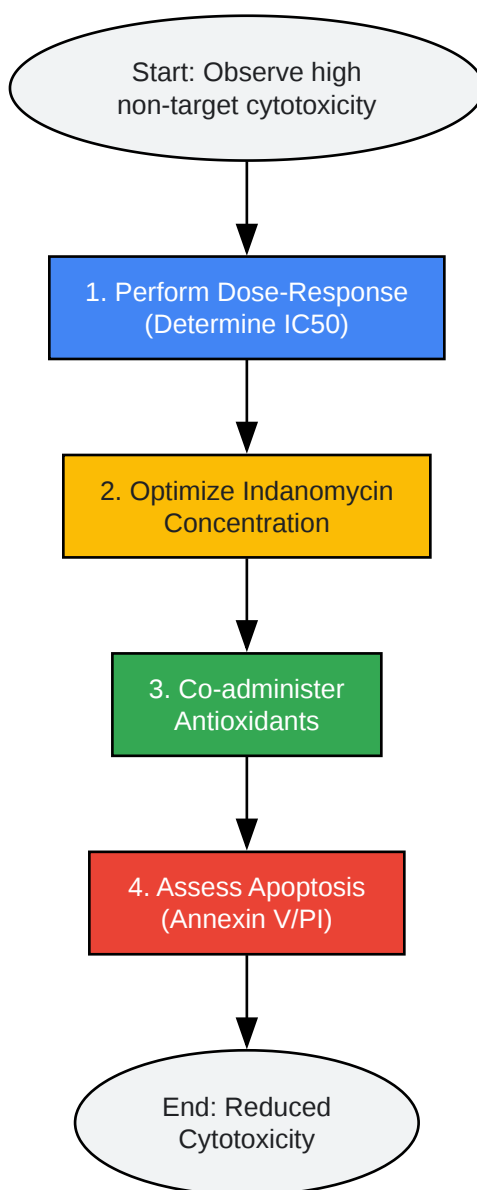 Start: Observe high
non-target cytotoxicity
1. Perform Dose-Response
(Determine IC50)
2. Optimize Indanomycin
Concentration
3. Co-administer
Antioxidants
4. Assess Apoptosis
(Annexin V/PI)
End: Reduced
Cytotoxicity